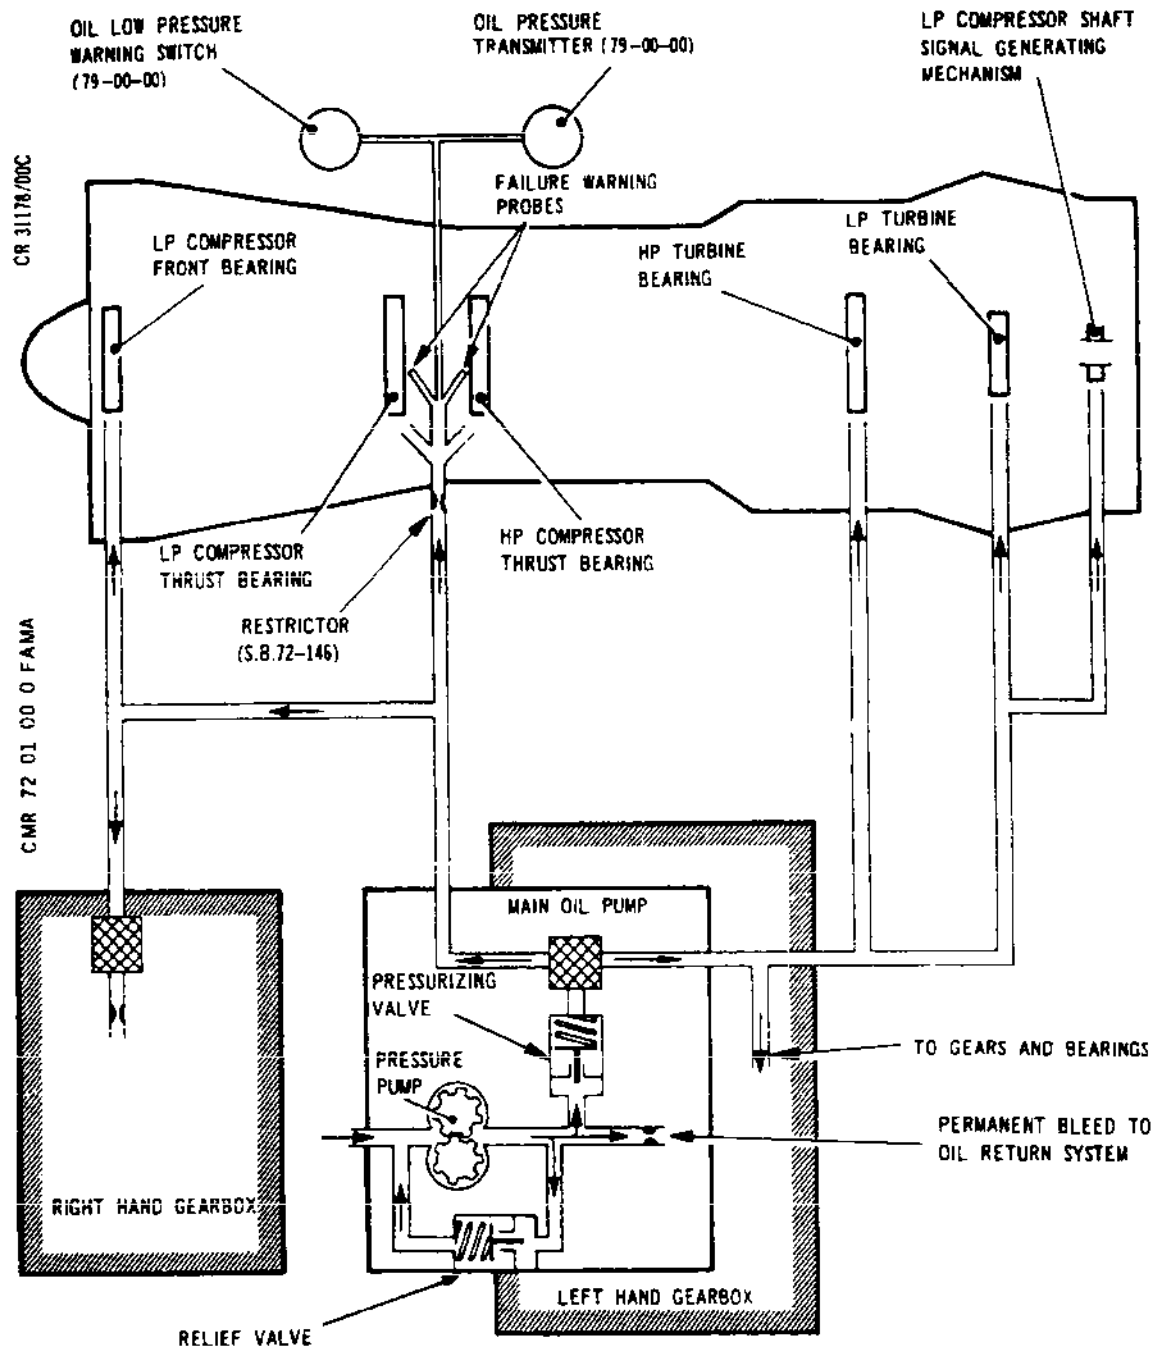 OIL LOW PRESSURE
WARNING SWITCH
(79-00-00)
OIL PRESSURE
TRANSMITTER (79-00-00)
LP COMPRESSOR SHAFT
SIGNAL GENERATING
MECHANISM
CR 31178/00C
FAILURE WARNING
PROBES
LP COMPRESSOR
FRONT BEARING
HP TURBINE
BEARING
LP TURBINE
BEARING
LP COMPRESSOR
THRUST BEARING
HP COMPRESSOR
THRUST BEARING
RESTRICTOR
(S.B.72-146)
CMR 72 01 00 0 FAMA
MAIN OIL PUMP
PRESSURIZING
VALVE
PRESSURE
PUMP
TO GEARS AND BEARINGS
PERMANENT BLEED TO
OIL RETURN SYSTEM
RIGHT HAND GEARBOX
LEFT HAND GEARBOX
RELIEF VALVE